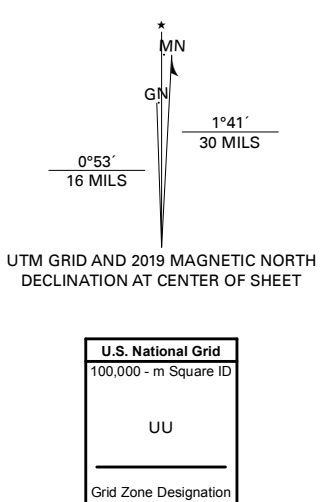 ★
MN
GN
1°41´
30 MILS
0°53´
16 MILS
UTM GRID AND 2019 MAGNETIC NORTH
DECLINATION AT CENTER OF SHEET
U.S. National Grid
100,000 - m Square ID
UU
Grid Zone Designation